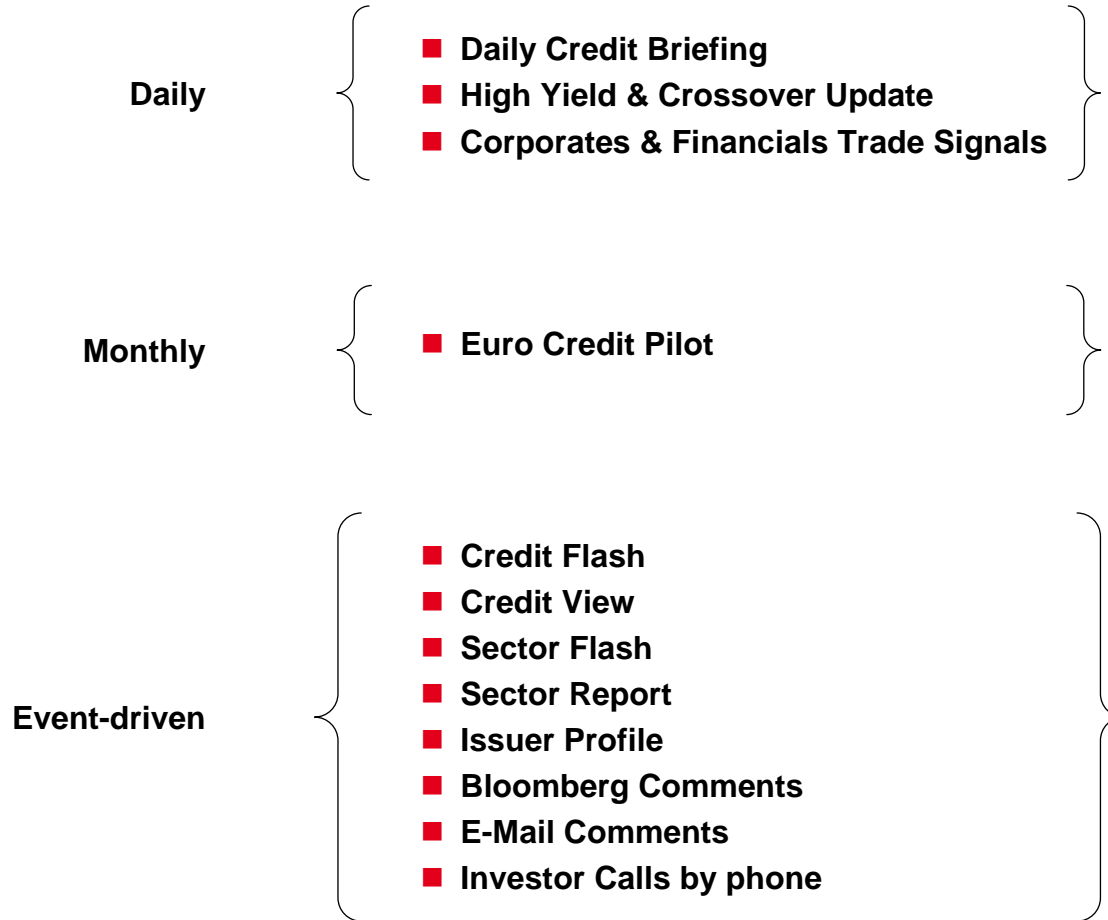 Daily
■ Daily Credit Briefing
■ High Yield & Crossover Update
■ Corporates & Financials Trade Signals
Monthly
■ Euro Credit Pilot
Event-driven
■ Credit Flash
■ Credit View
■ Sector Flash
■ Sector Report
■ Issuer Profile
■ Bloomberg Comments
■ E-Mail Comments
■ Investor Calls by phone